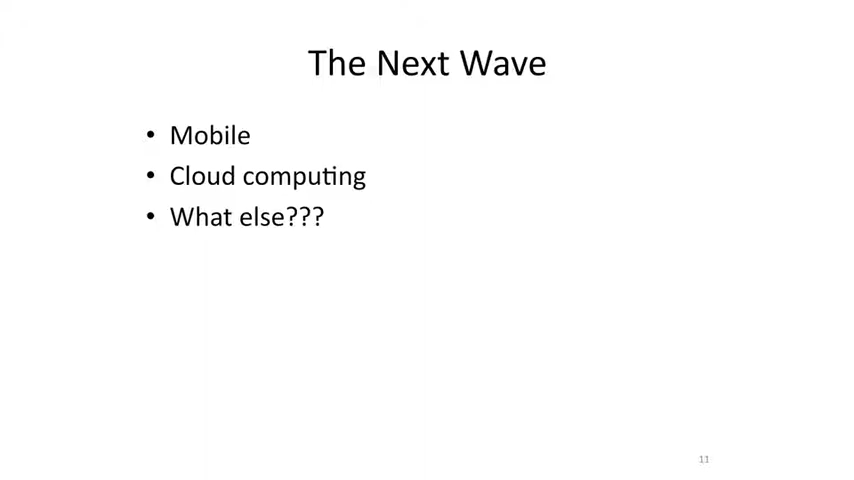 The Next Wave
• Mobile
• Cloud computing
• What else???
11